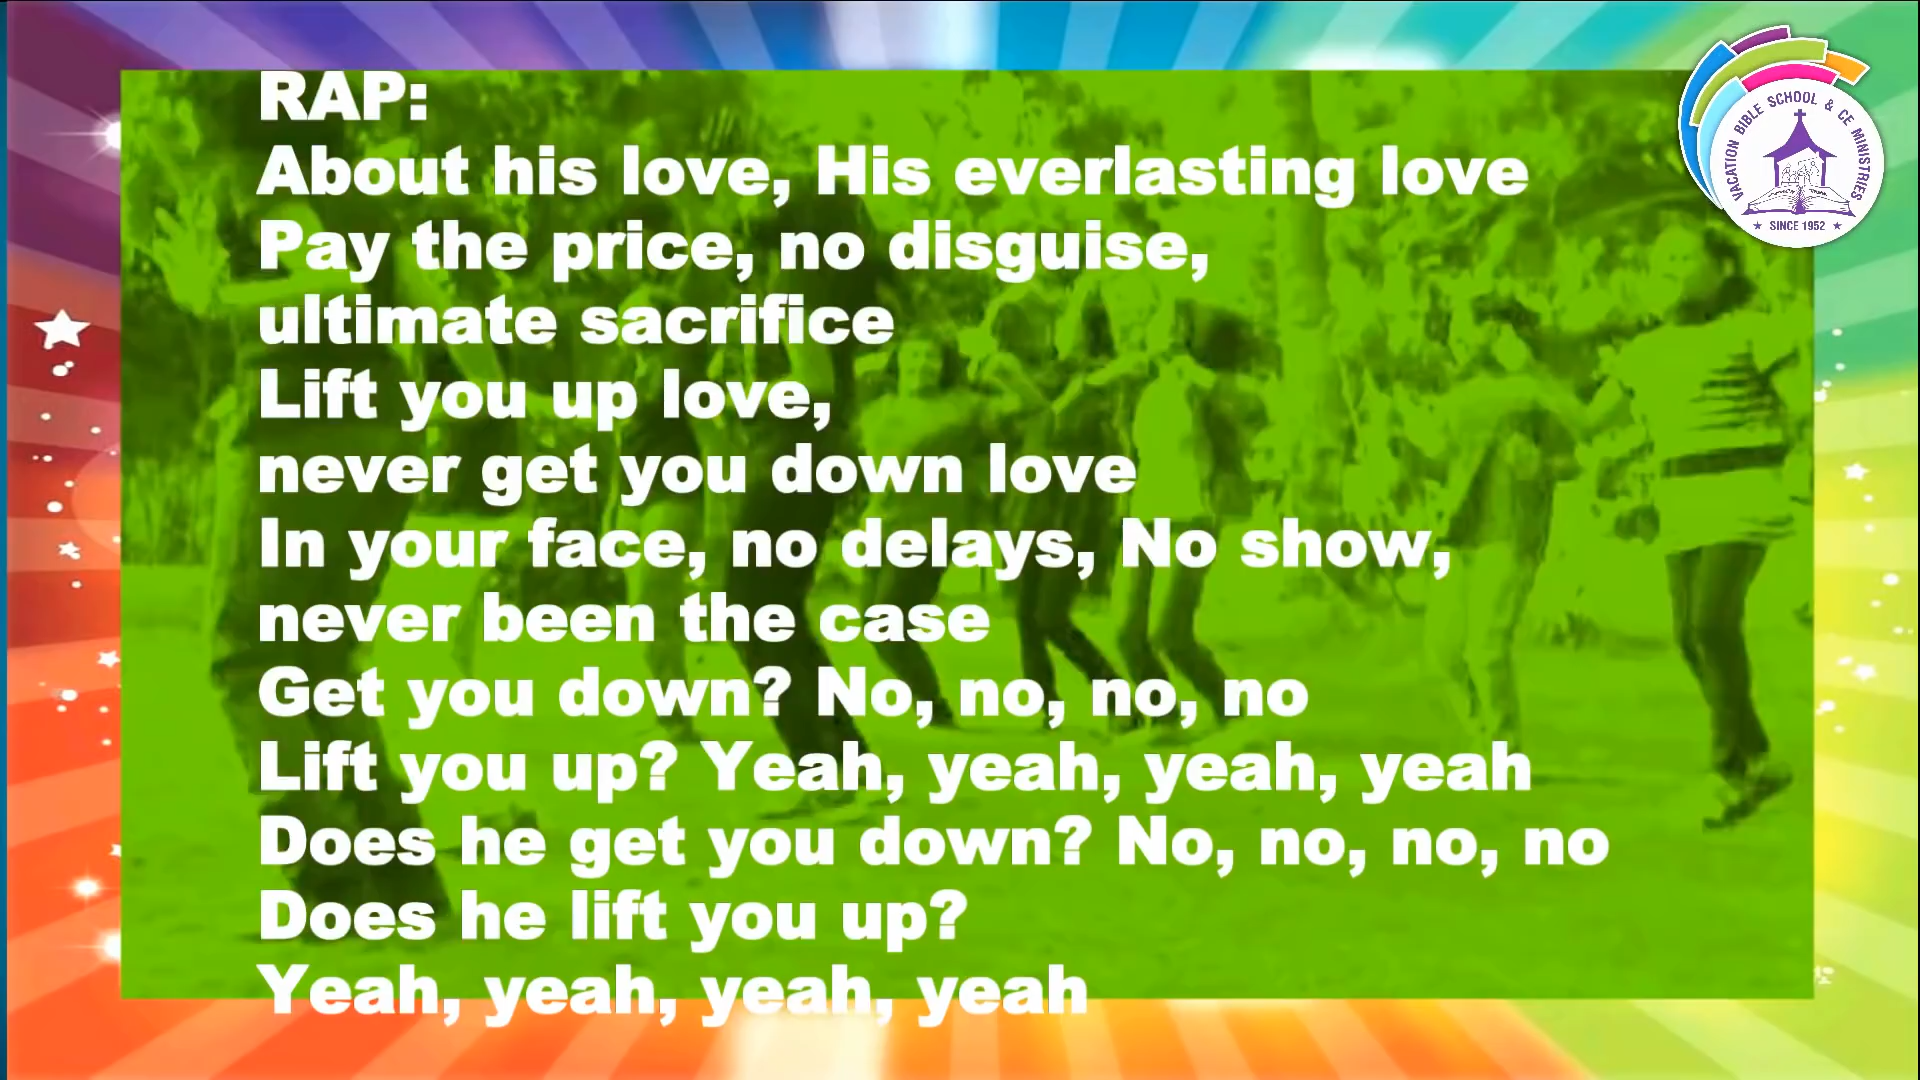 RAP:
About his love, His everlasting love
Pay the price, no disguise,
ultimate sacrifice
Lift you up love,
never get you down love
In your face, no delays, No show,
never been the case
Get you down? No, no, no, no
Lift you up? Yeah, yeah, yeah, yeah
Does he get you down? No, no, no, no
Does he lift you up?
Yeah, yeah, yeah, yeah
VACATION BIBLE SCHOOL & CE MINISTRIES
★ SINCE 1952 ★